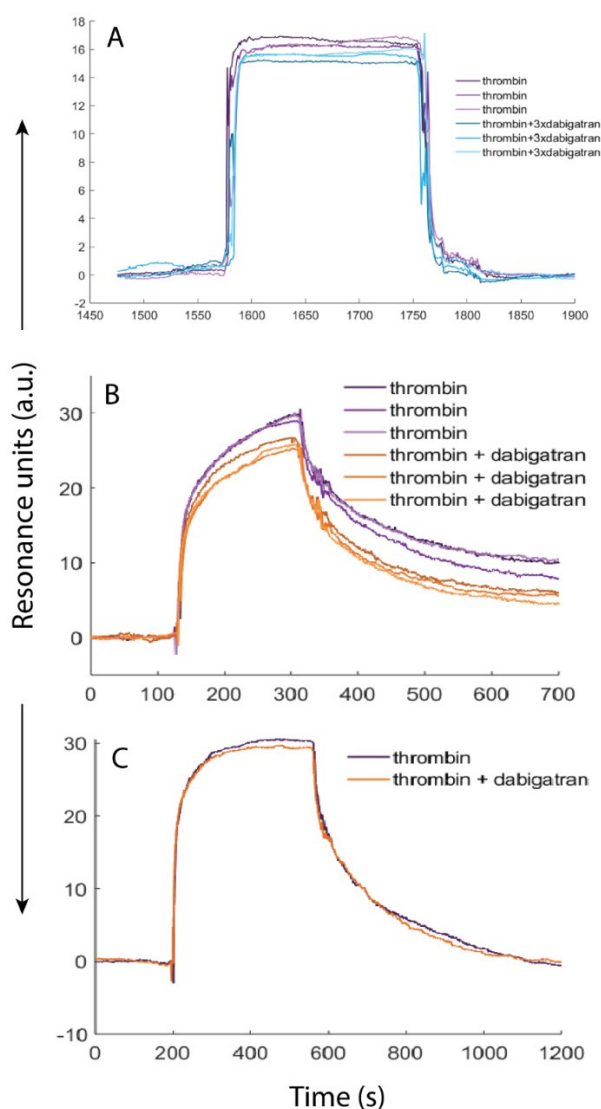 A
18
16
14
12
10
8
6
4
2
0
-2
thrombin
thrombin
thrombin
thrombin+3xdabigatran
thrombin+3xdabigatran
thrombin+3xdabigatran
1450 1500 1550 1600 1650 1700 1750 1800 1850 1900
Resonance units (a.u.)
B
30
20
10
0
thrombin
thrombin
thrombin
thrombin + dabigatran
thrombin + dabigatran
thrombin + dabigatran
0 100 200 300 400 500 600 700
C
30
20
10
0
-10
thrombin
thrombin + dabigatran
0 200 400 600 800 1000 1200
Time (s)